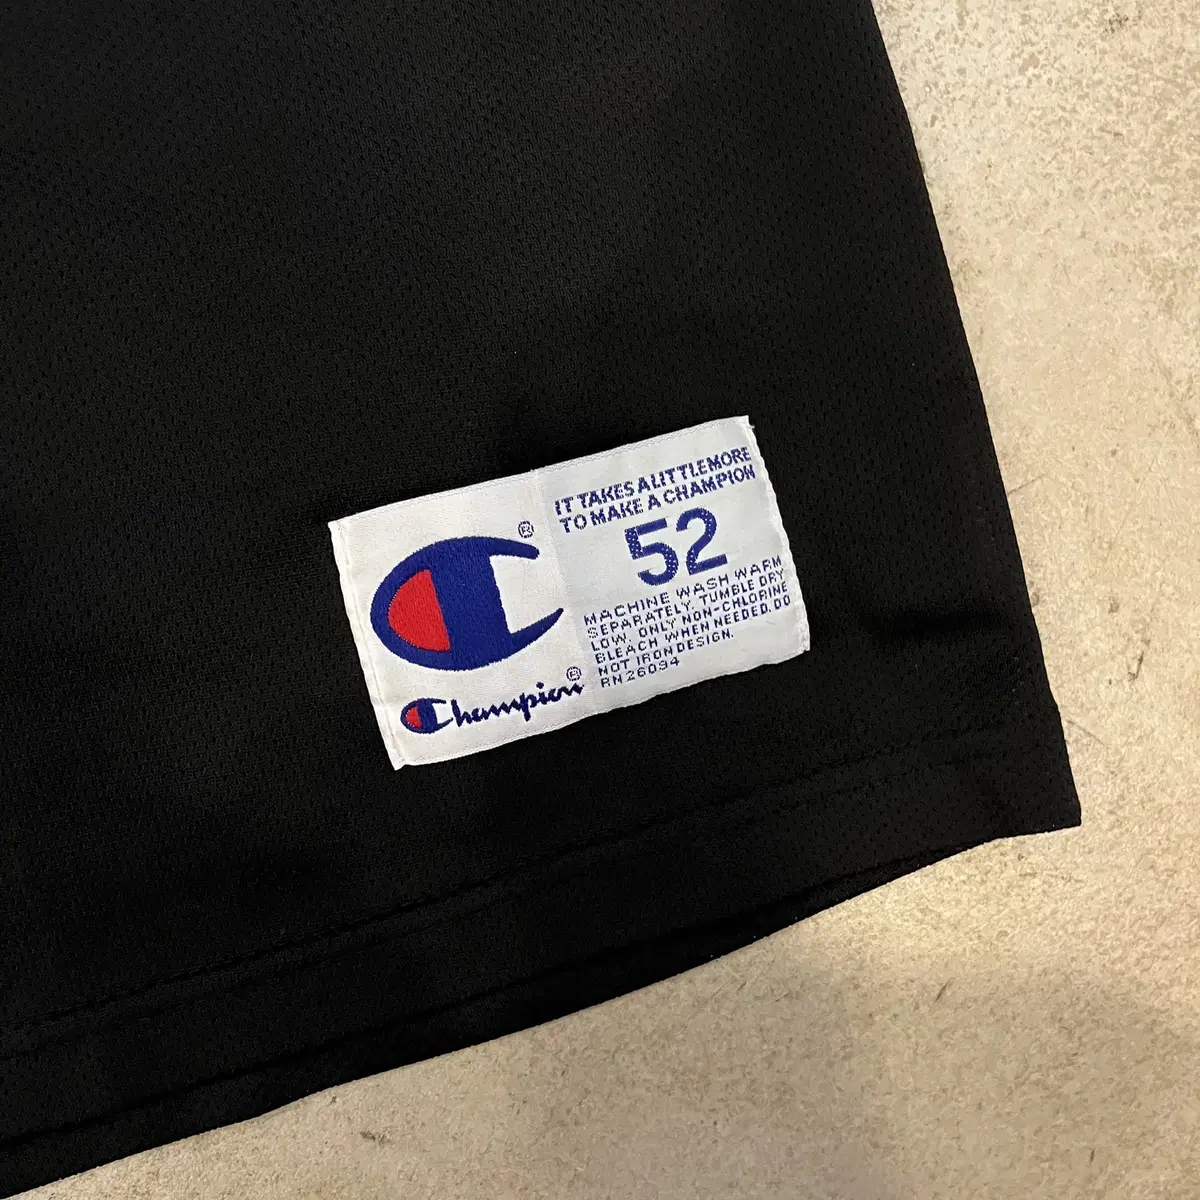 ®
Champion®
IT TAKES A LITTLE MORE
TO MAKE A CHAMPION
52
MACHINE WASH WARM
SEPARATELY. TUMBLE DRY
LOW. ONLY NON-CHLORINE
BLEACH WHEN NEEDED. DO
NOT IRON DESIGN.
RN 26094